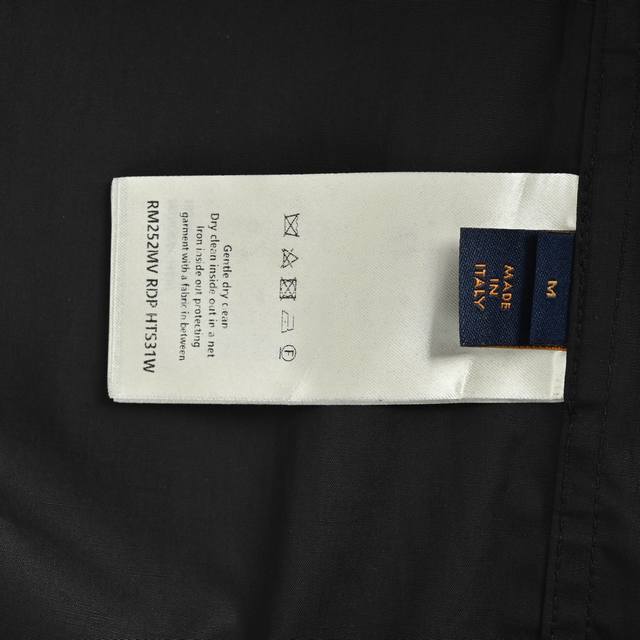 M
MADE
IN
ITALY
F
Gentle dry clean
Dry clean inside out in a net
Iron inside out protecting
garment with a fabric in between
RM252MV RDP HTS31W